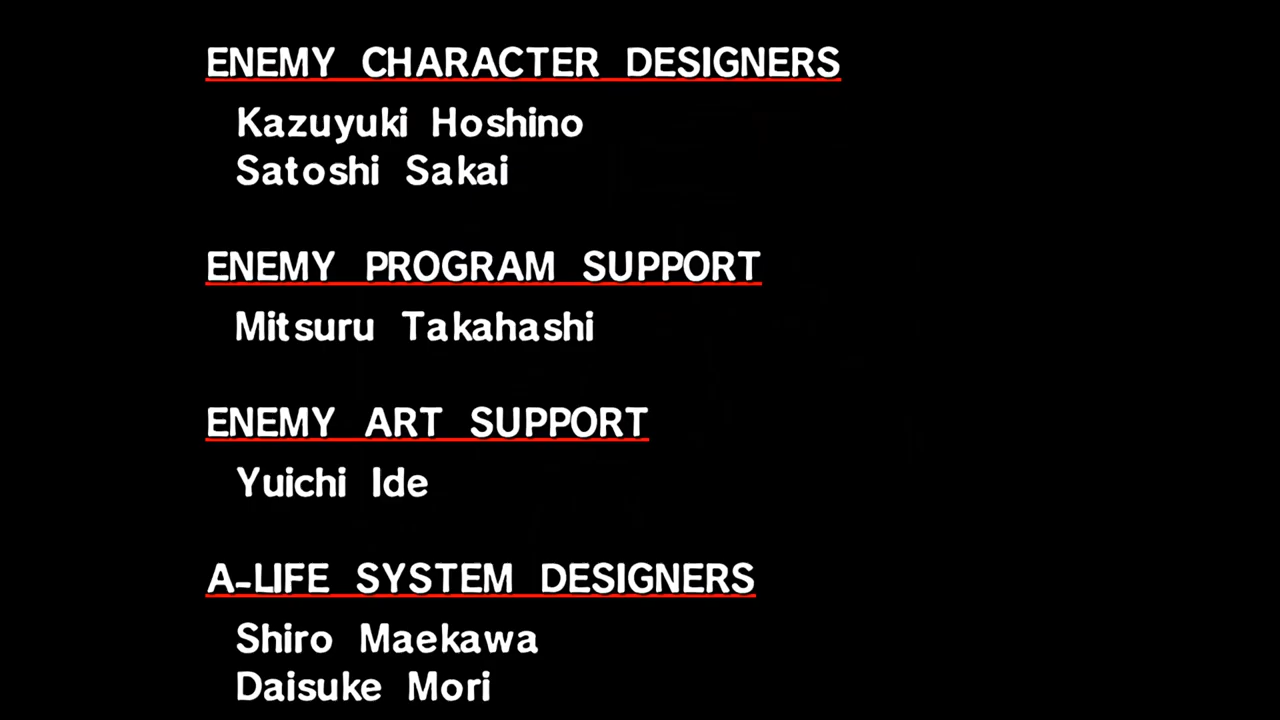 ENEMY CHARACTER DESIGNERS
Kazuyuki Hoshino
Satoshi Sakai
ENEMY PROGRAM SUPPORT
Mitsuru Takahashi
ENEMY ART SUPPORT
Yuichi Ide
A-LIFE SYSTEM DESIGNERS
Shiro Maekawa
Daisuke Mori